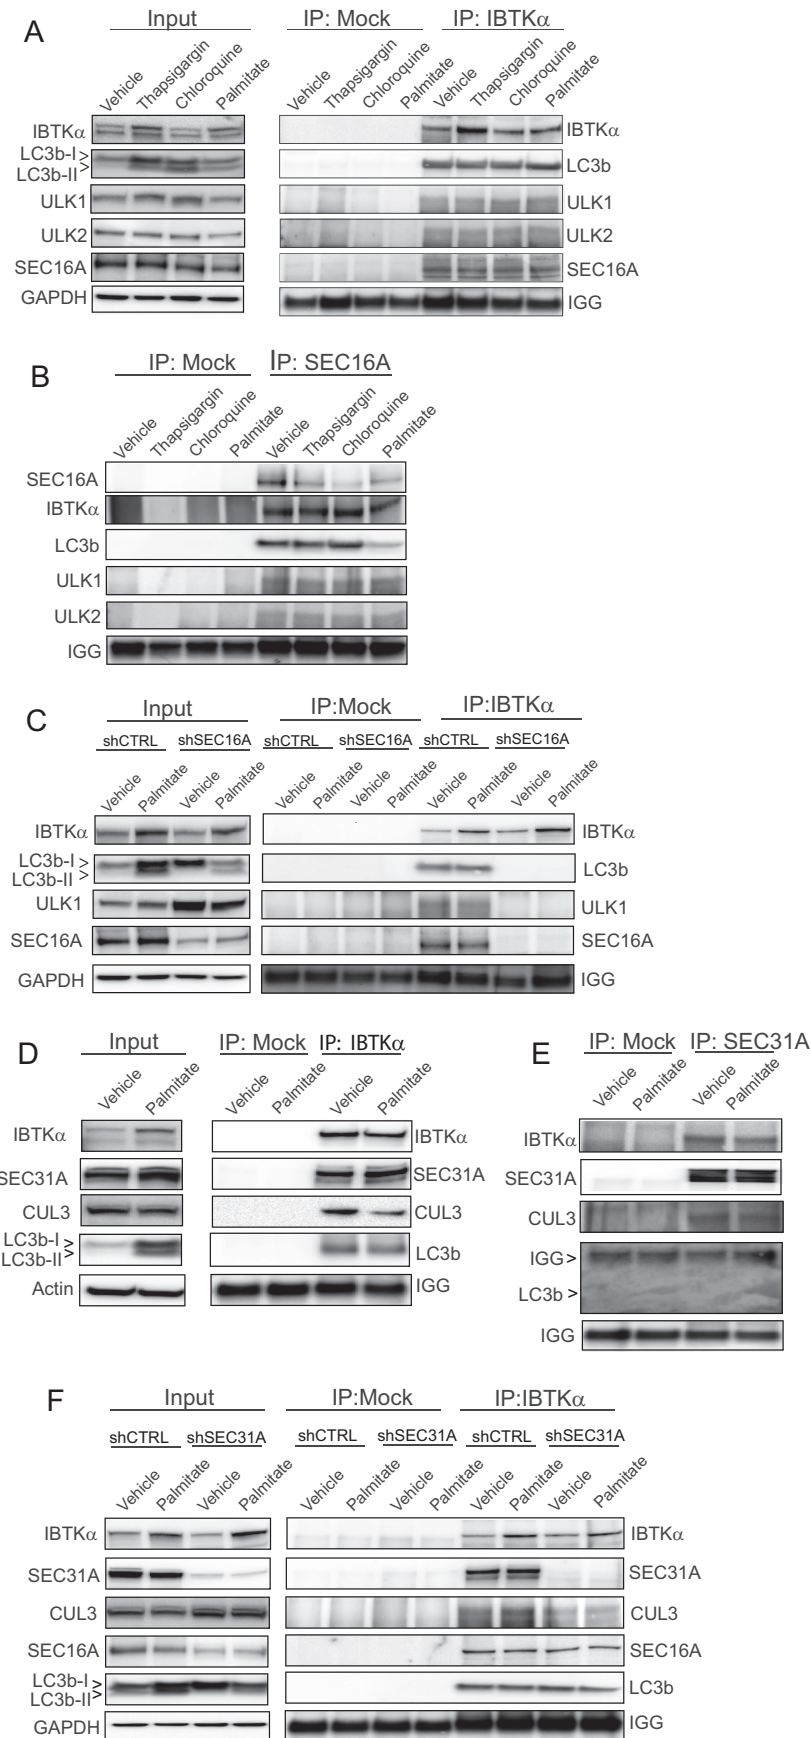 A
Input
IP: Mock
IP: IBTKα
Vehicle
Thapsigargin
Chloroquine
Palmitate
Vehicle
Thapsigargin
Chloroquine
Palmitate
Vehicle
Thapsigargin
Chloroquine
Palmitate
IBTKα
IBTKα
LC3b-I >
LC3b-II >
LC3b
ULK1
ULK1
ULK2
ULK2
SEC16A
SEC16A
GAPDH
IGG
B
IP: Mock
IP: SEC16A
Vehicle
Thapsigargin
Chloroquine
Palmitate
Vehicle
Thapsigargin
Chloroquine
Palmitate
SEC16A
IBTKα
LC3b
ULK1
ULK2
IGG
C
Input
IP:Mock
IP:IBTKα
shCTRL
shSEC16A
shCTRL
shSEC16A
shCTRL
shSEC16A
Vehicle
Palmitate
Vehicle
Palmitate
Vehicle
Palmitate
Vehicle
Palmitate
Vehicle
Palmitate
Vehicle
Palmitate
IBTKα
IBTKα
LC3b-I >
LC3b-II >
LC3b
ULK1
ULK1
SEC16A
SEC16A
GAPDH
IGG
D
Input
IP: Mock
IP: IBTKα
Vehicle
Palmitate
Vehicle
Palmitate
Vehicle
Palmitate
IBTKα
IBTKα
SEC31A
SEC31A
CUL3
CUL3
LC3b-I >
LC3b-II >
LC3b
Actin
IGG
E
IP: Mock
IP: SEC31A
Vehicle
Palmitate
Vehicle
Palmitate
IBTKα
SEC31A
CUL3
IGG >
LC3b >
IGG
F
Input
IP:Mock
IP:IBTKα
shCTRL
shSEC31A
shCTRL
shSEC31A
shCTRL
shSEC31A
Vehicle
Palmitate
Vehicle
Palmitate
Vehicle
Palmitate
Vehicle
Palmitate
Vehicle
Palmitate
Vehicle
Palmitate
IBTKα
IBTKα
SEC31A
SEC31A
CUL3
CUL3
SEC16A
SEC16A
LC3b-I >
LC3b-II >
LC3b
GAPDH
IGG